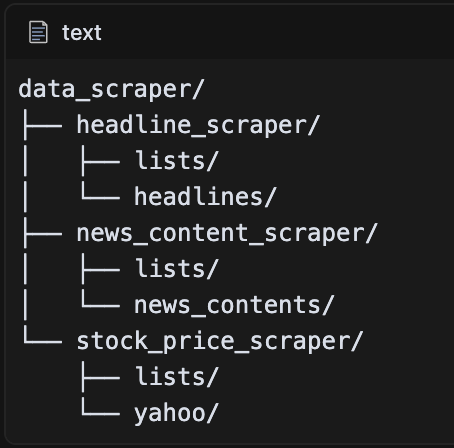 text
data_scraper/
├── headline_scraper/
│   ├── lists/
│   └── headlines/
├── news_content_scraper/
│   ├── lists/
│   └── news_contents/
└── stock_price_scraper/
    ├── lists/
    └── yahoo/